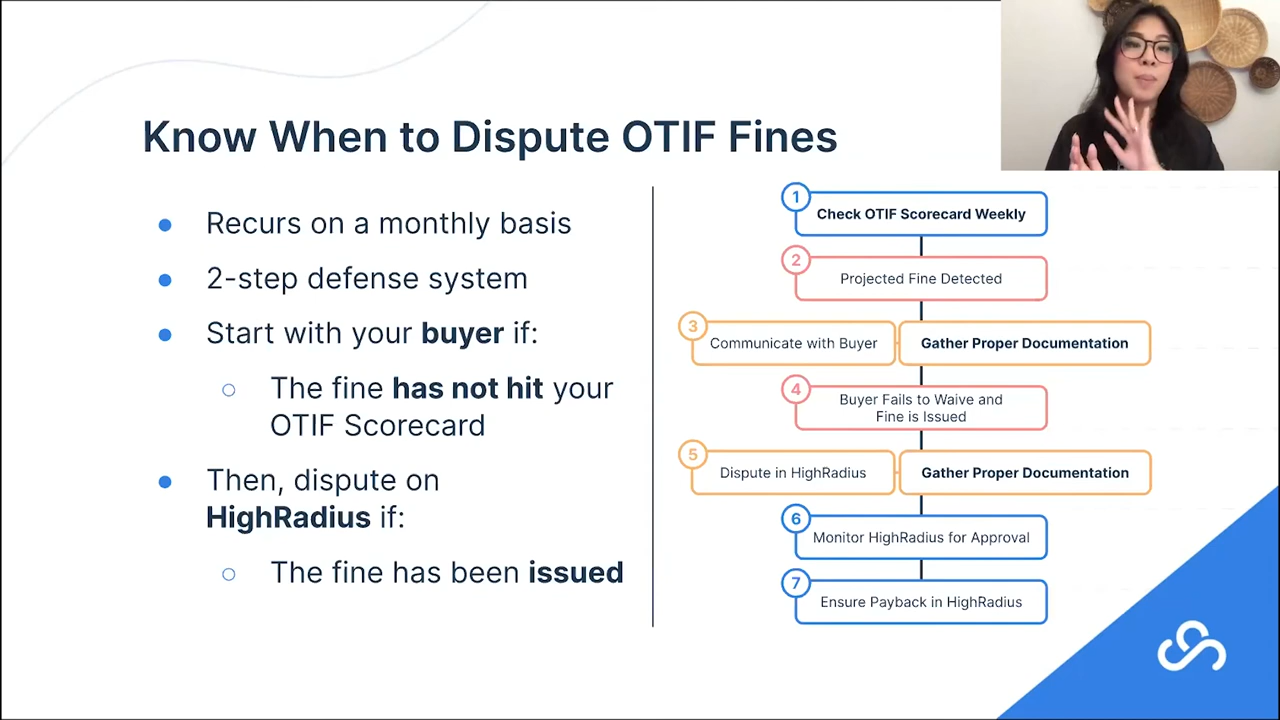 Know When to Dispute OTIF Fines
Recurs on a monthly basis
2-step defense system
Start with your buyer if:
The fine has not hit your
OTIF Scorecard
Then, dispute on
HighRadius if:
The fine has been issued
1
Check OTIF Scorecard Weekly
2
Projected Fine Detected
3
Communicate with Buyer
Gather Proper Documentation
4
Buyer Fails to Waive and
Fine is Issued
5
Dispute in HighRadius
Gather Proper Documentation
6
Monitor HighRadius for Approval
7
Ensure Payback in HighRadius